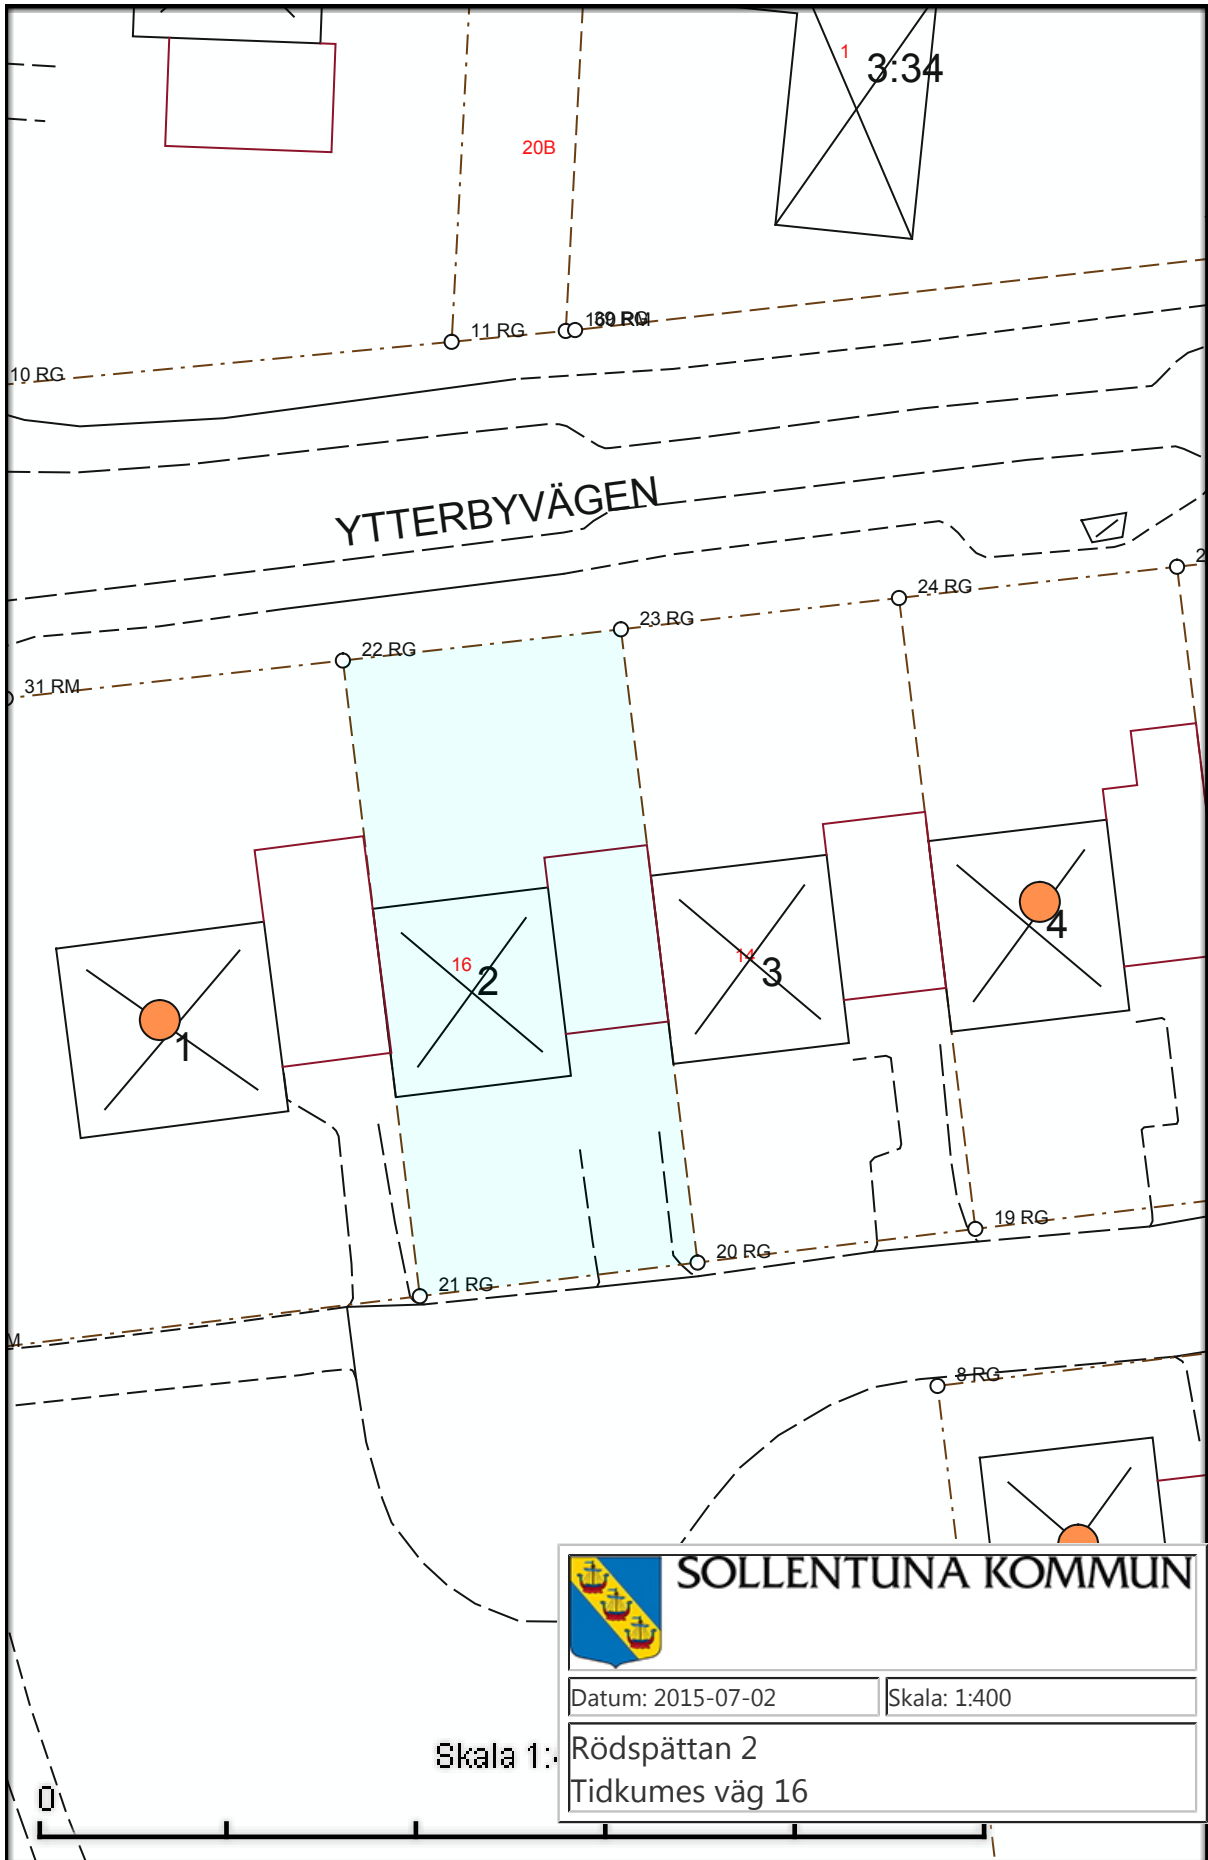 1
3:34
20B
11 RG
10 RG
YTTERBYVÄGEN
24 RG
23 RG
22 RG
31 RM
16
2
14
3
4
1
19 RG
20 RG
21 RG
8 RG
SOLLENTUNA KOMMUN
Datum: 2015-07-02
Skala: 1:400
Rödspättan 2
Tidkumes väg 16
Skala 1:
0